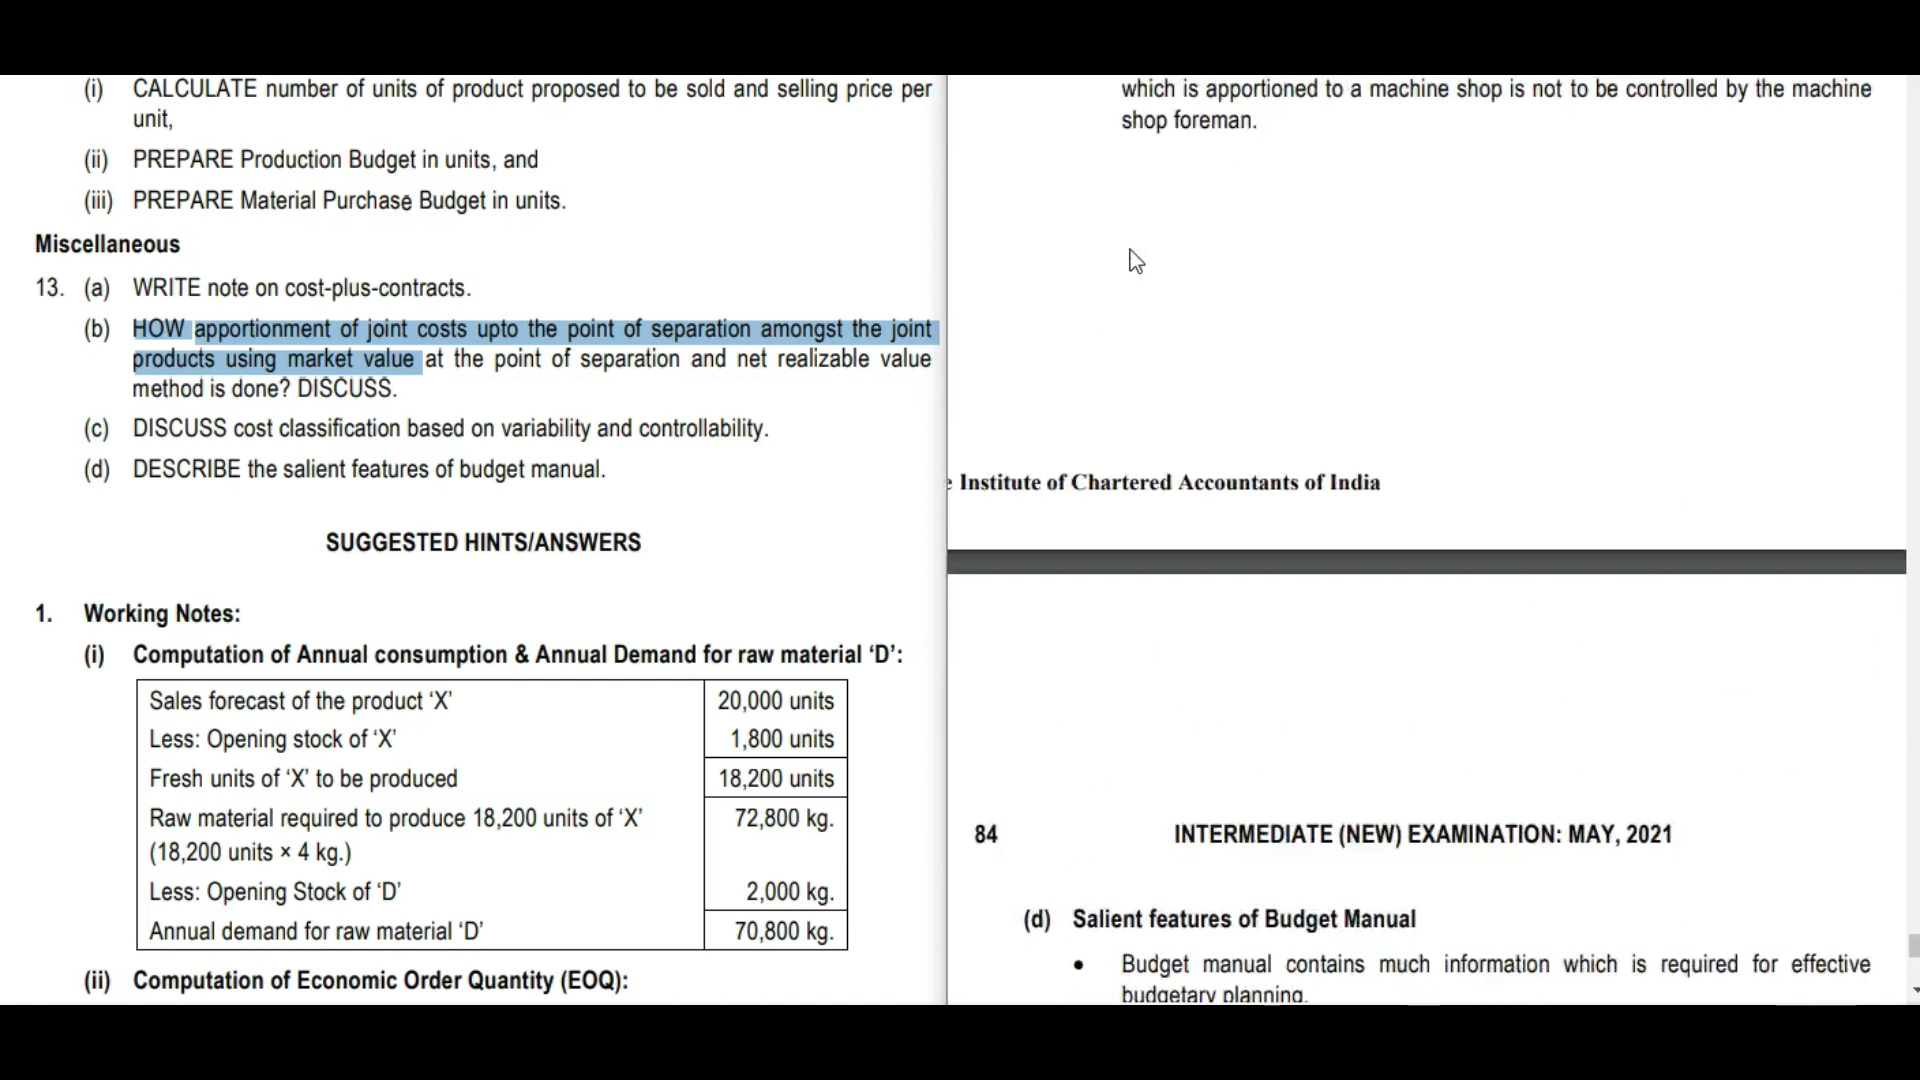 (i) CALCULATE number of units of product proposed to be sold and selling price per
unit,
(ii) PREPARE Production Budget in units, and
(iii) PREPARE Material Purchase Budget in units.
Miscellaneous
13. (a) WRITE note on cost-plus-contracts.
(b) HOW apportionment of joint costs upto the point of separation amongst the joint
products using market value at the point of separation and net realizable value
method is done? DISCUSS.
(c) DISCUSS cost classification based on variability and controllability.
(d) DESCRIBE the salient features of budget manual.
SUGGESTED HINTS/ANSWERS
1. Working Notes:
(i) Computation of Annual consumption & Annual Demand for raw material ‘D’:
Sales forecast of the product ‘X’ 20,000 units
Less: Opening stock of ‘X’ 1,800 units
Fresh units of ‘X’ to be produced 18,200 units
Raw material required to produce 18,200 units of ‘X’ 72,800 kg.
(18,200 units × 4 kg.)
Less: Opening Stock of ‘D’ 2,000 kg.
Annual demand for raw material ‘D’ 70,800 kg.
(ii) Computation of Economic Order Quantity (EOQ):
which is apportioned to a machine shop is not to be controlled by the machine
shop foreman.
Institute of Chartered Accountants of India
84 INTERMEDIATE (NEW) EXAMINATION: MAY, 2021
(d) Salient features of Budget Manual
• Budget manual contains much information which is required for effective
budgetary planning.